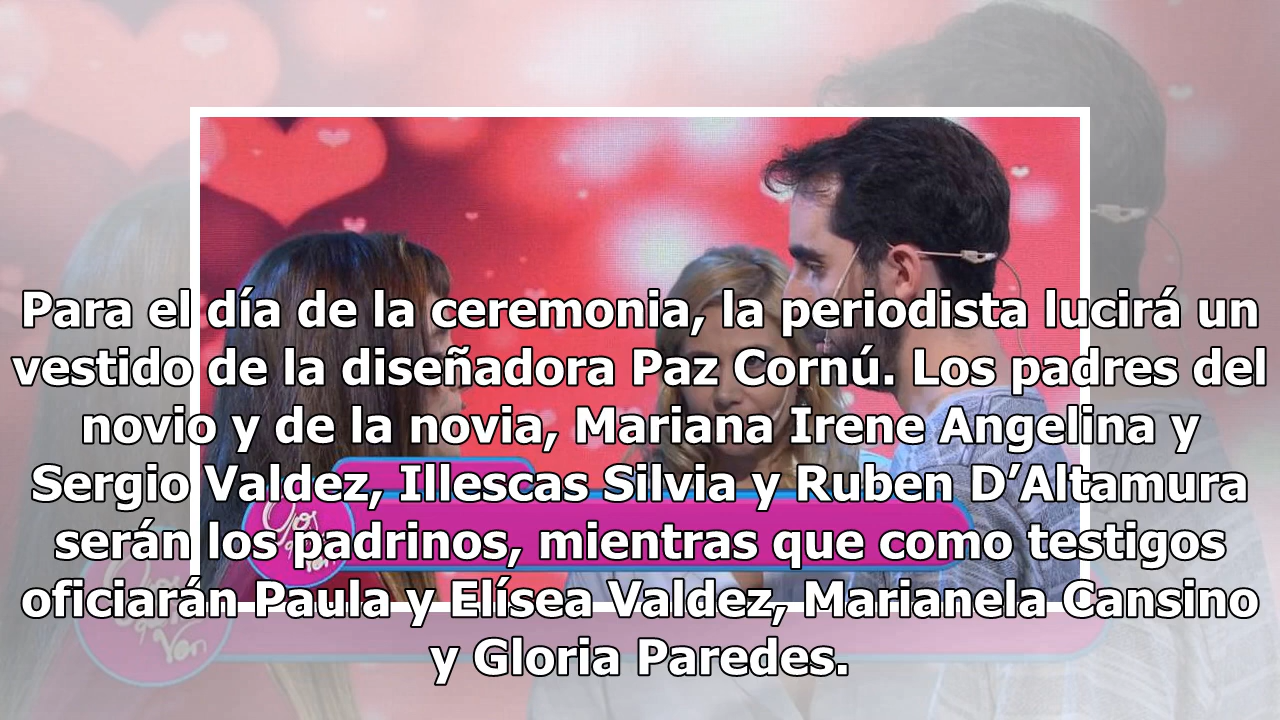 Para el día de la ceremonia, la periodista lucirá un
vestido de la diseñadora Paz Cornú. Los padres del
novio y de la novia, Mariana Irene Angelina y
Sergio Valdez, Illescas Silvia y Ruben D’Altamura
serán los padrinos, mientras que como testigos
oficiarán Paula y Elísea Valdez, Marianela Cansino
y Gloria Paredes.
Ojos
q
Ven